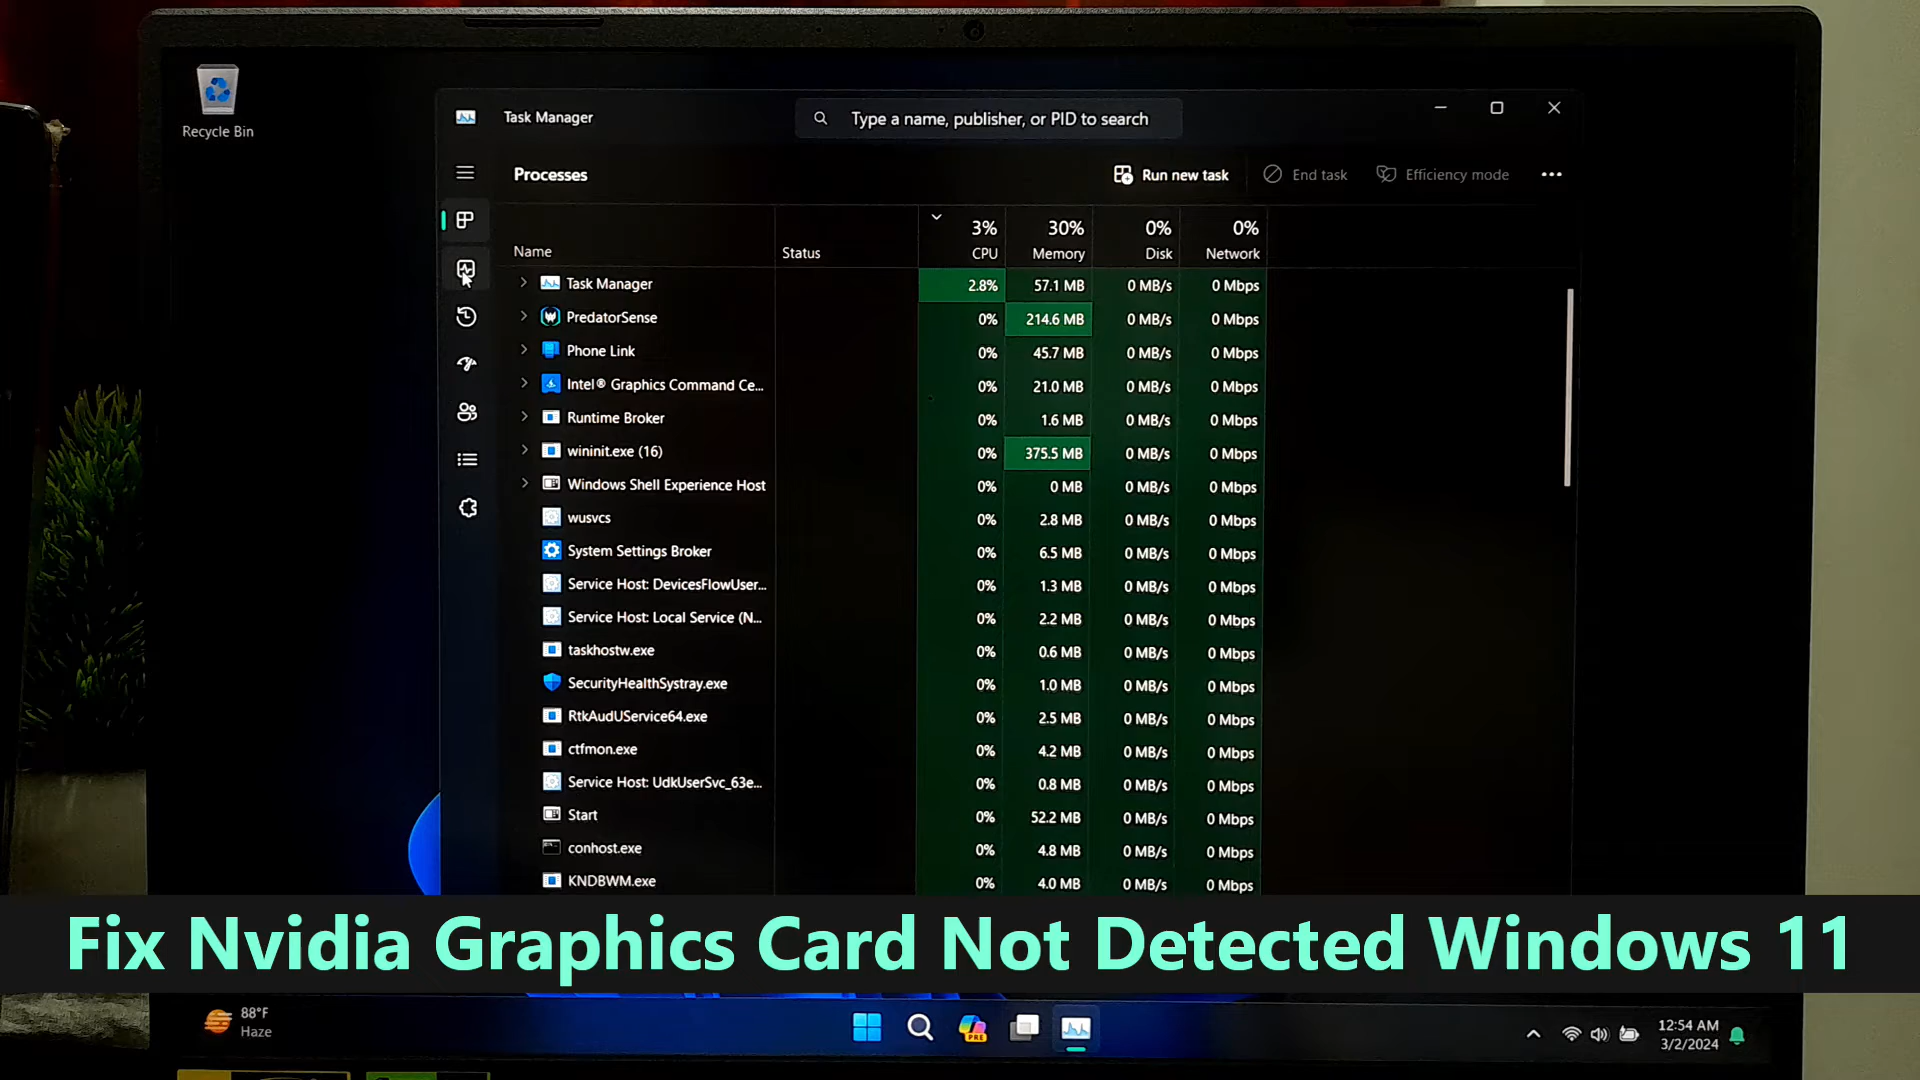 Recycle Bin
Task Manager
Type a name, publisher, or PID to search
Processes
Run new task
End task
Efficiency mode
3% 30% 0% 0%
Name Status CPU Memory Disk Network
Task Manager 2.8% 57.1 MB 0 MB/s 0 Mbps
PredatorSense 0% 214.6 MB 0 MB/s 0 Mbps
Phone Link 0% 45.7 MB 0 MB/s 0 Mbps
Intel® Graphics Command Ce... 0% 21.0 MB 0 MB/s 0 Mbps
Runtime Broker 0% 1.6 MB 0 MB/s 0 Mbps
wininit.exe (16) 0% 375.5 MB 0 MB/s 0 Mbps
Windows Shell Experience Host 0% 0 MB 0 MB/s 0 Mbps
wusvcs 0% 2.8 MB 0 MB/s 0 Mbps
System Settings Broker 0% 6.5 MB 0 MB/s 0 Mbps
Service Host: DevicesFlowUser... 0% 1.3 MB 0 MB/s 0 Mbps
Service Host: Local Service (N... 0% 2.2 MB 0 MB/s 0 Mbps
taskhostw.exe 0% 0.6 MB 0 MB/s 0 Mbps
SecurityHealthSystray.exe 0% 1.0 MB 0 MB/s 0 Mbps
RtkAudUService64.exe 0% 2.5 MB 0 MB/s 0 Mbps
ctfmon.exe 0% 4.2 MB 0 MB/s 0 Mbps
Service Host: UdkUserSvc_63e... 0% 0.8 MB 0 MB/s 0 Mbps
Start 0% 52.2 MB 0 MB/s 0 Mbps
conhost.exe 0% 4.8 MB 0 MB/s 0 Mbps
KNDBWM.exe 0% 4.0 MB 0 MB/s 0 Mbps
Fix Nvidia Graphics Card Not Detected Windows 11
88°F
Haze
PRE
12:54 AM
3/2/2024